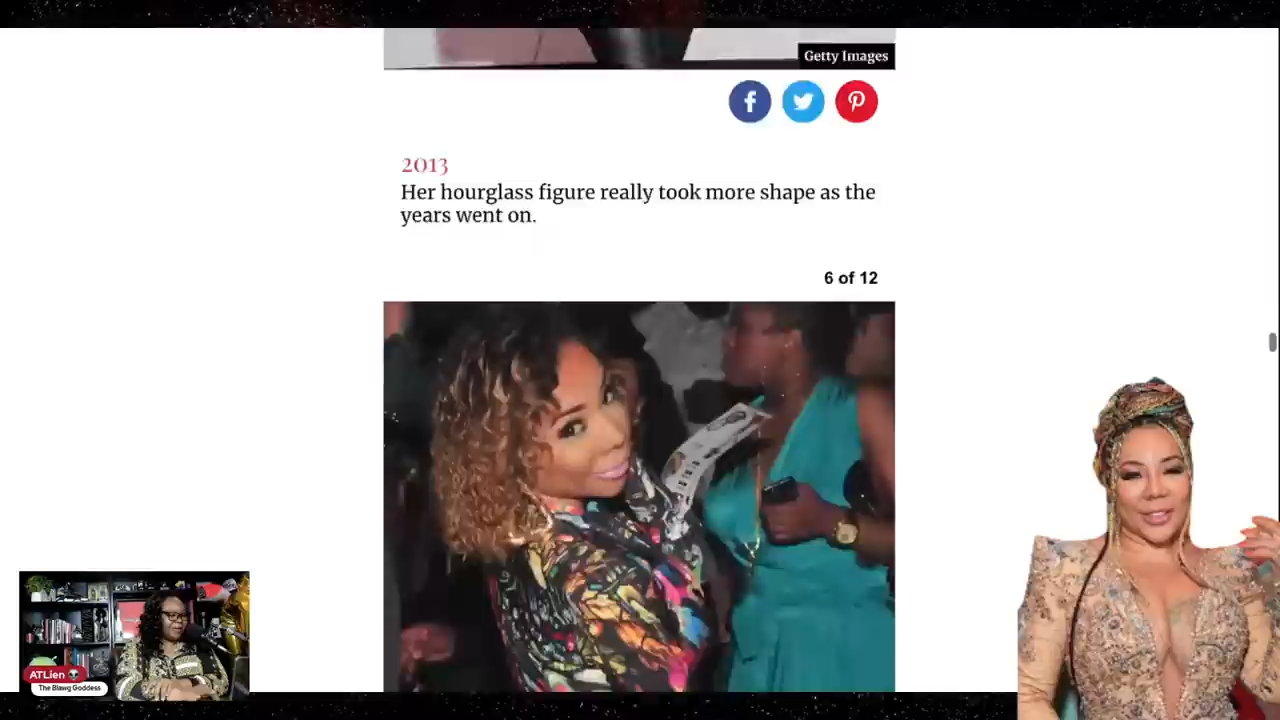 Getty Images
2013
Her hourglass figure really took more shape as the
years went on.
6 of 12
ATLien
The Blawg Goddess